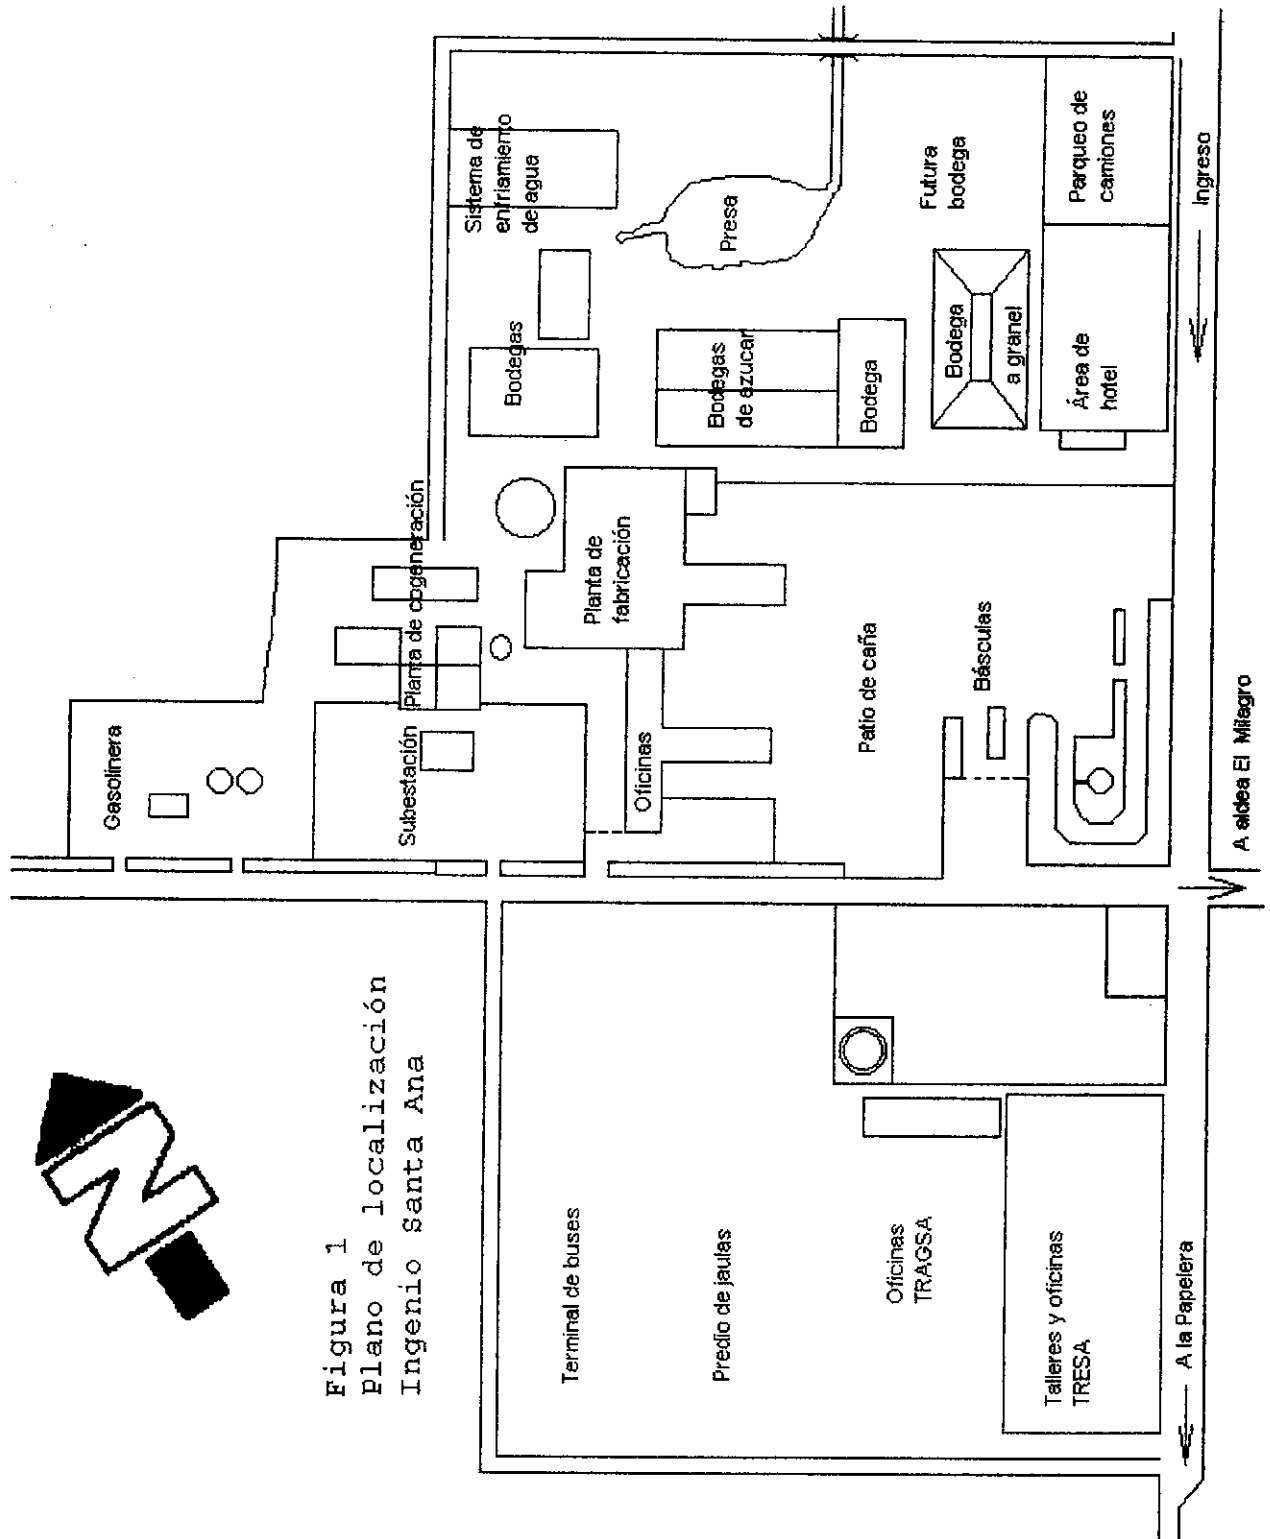 Figura 1
Plano de localización
Ingenio Santa Ana
N
Gasolinera
Subestación
Planta de cogeneración
Sistema de
enfriamiento
de agua
Bodegas
Oficinas
Planta de
fabricación
Bodegas
de azucar
Presa
Bodega
Futura
bodega
Bodega
a granel
Parqueo de
camiones
Área de
hotel
Patio de caña
Básculas
Terminal de buses
Predio de jaulas
Oficinas
TRAGSA
Talleres y oficinas
TRESA
A la Papelera
A aldea El Milagro
Ingreso